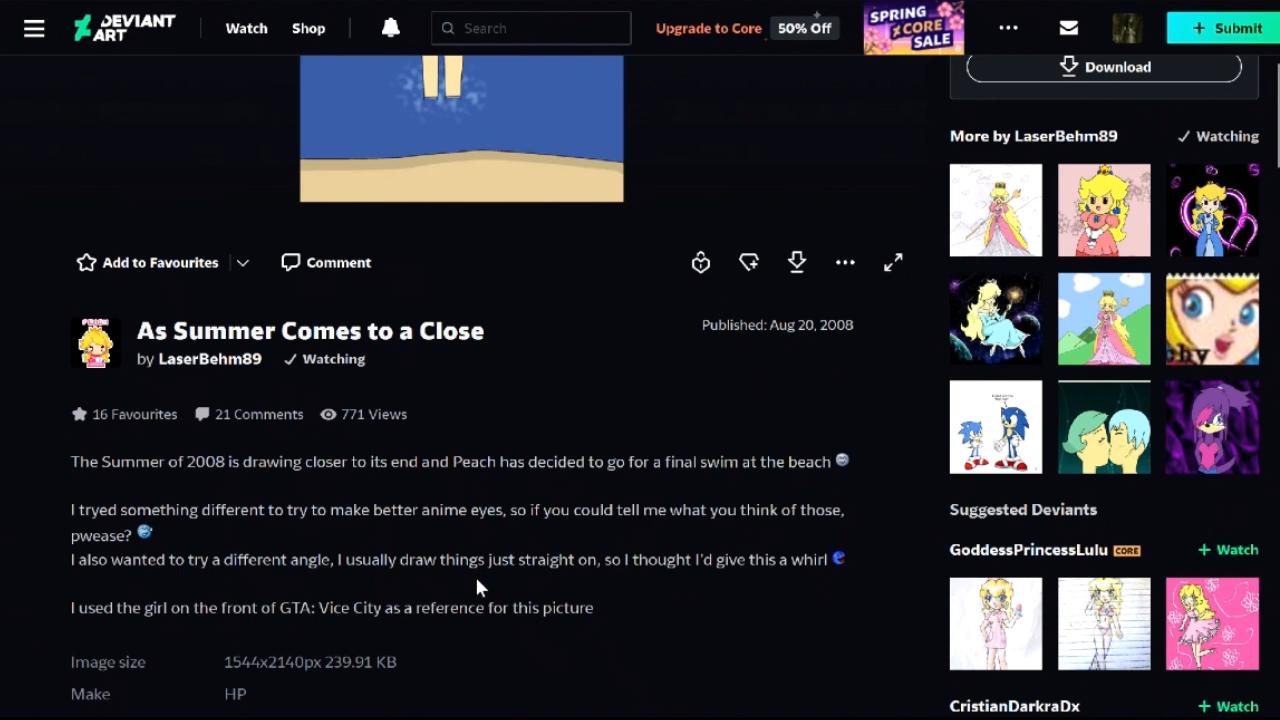 DEVIANT ART
Watch
Shop
Search
Upgrade to Core
50% Off
SPRING CORE SALE
+ Submit
Download
More by LaserBehm89
Watching
Add to Favourites
Comment
As Summer Comes to a Close
Published: Aug 20, 2008
by LaserBehm89
Watching
16 Favourites
21 Comments
771 Views
The Summer of 2008 is drawing closer to its end and Peach has decided to go for a final swim at the beach
I tryed something different to try to make better anime eyes, so if you could tell me what you think of those,
pwease?
I also wanted to try a different angle, I usually draw things just straight on, so I thought I'd give this a whirl
I used the girl on the front of GTA: Vice City as a reference for this picture
Image size 1544x2140px 239.91 KB
Make HP
Suggested Deviants
GoddessPrincessLulu CORE
+ Watch
CristianDarkraDx
+ Watch